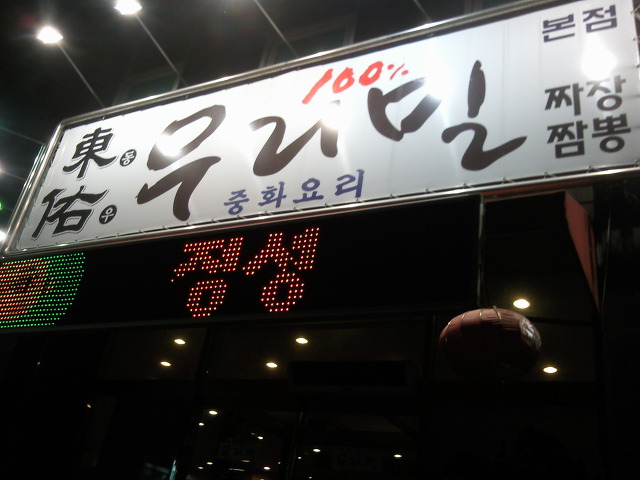 東 동
佑 우
100%
우리밀
중화요리
본점
짜장
짬뽕
정성